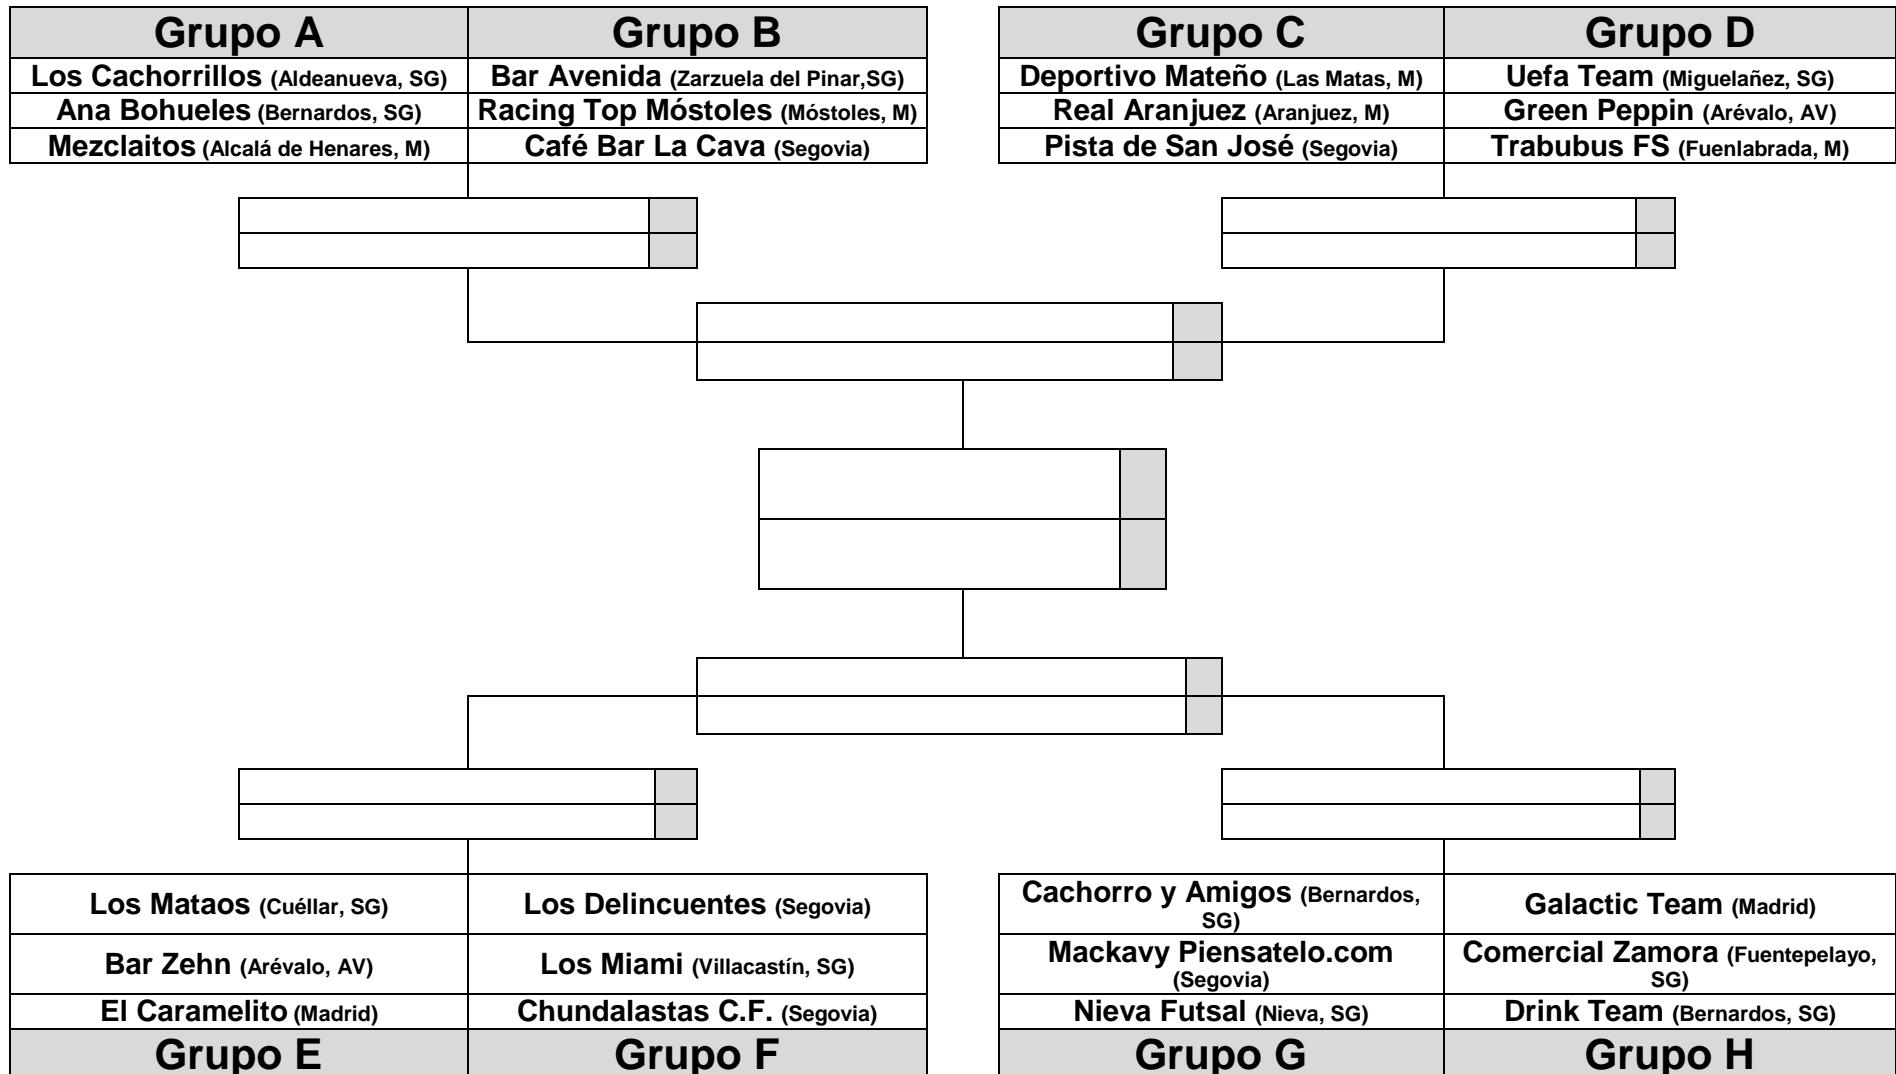 Grupo A Grupo B Grupo C Grupo D
Los Cachorrillos (Aldeanueva, SG) Bar Avenida (Zarzuela del Pinar,SG) Deportivo Mateño (Las Matas, M) Uefa Team (Miguelañez, SG)
Ana Bohueles (Bernardos, SG) Racing Top Móstoles (Móstoles, M) Real Aranjuez (Aranjuez, M) Green Peppin (Arévalo, AV)
Mezclaitos (Alcalá de Henares, M) Café Bar La Cava (Segovia) Pista de San José (Segovia) Trabubus FS (Fuenlabrada, M)
Los Mataos (Cuéllar, SG) Los Delincuentes (Segovia) Cachorro y Amigos (Bernardos, SG) Galactic Team (Madrid)
Bar Zehn (Arévalo, AV) Los Miami (Villacastín, SG) Mackavy Piensatelo.com (Segovia) Comercial Zamora (Fuentepelayo, SG)
El Caramelito (Madrid) Chundalastas C.F. (Segovia) Nieva Futsal (Nieva, SG) Drink Team (Bernardos, SG)
Grupo E Grupo F Grupo G Grupo H